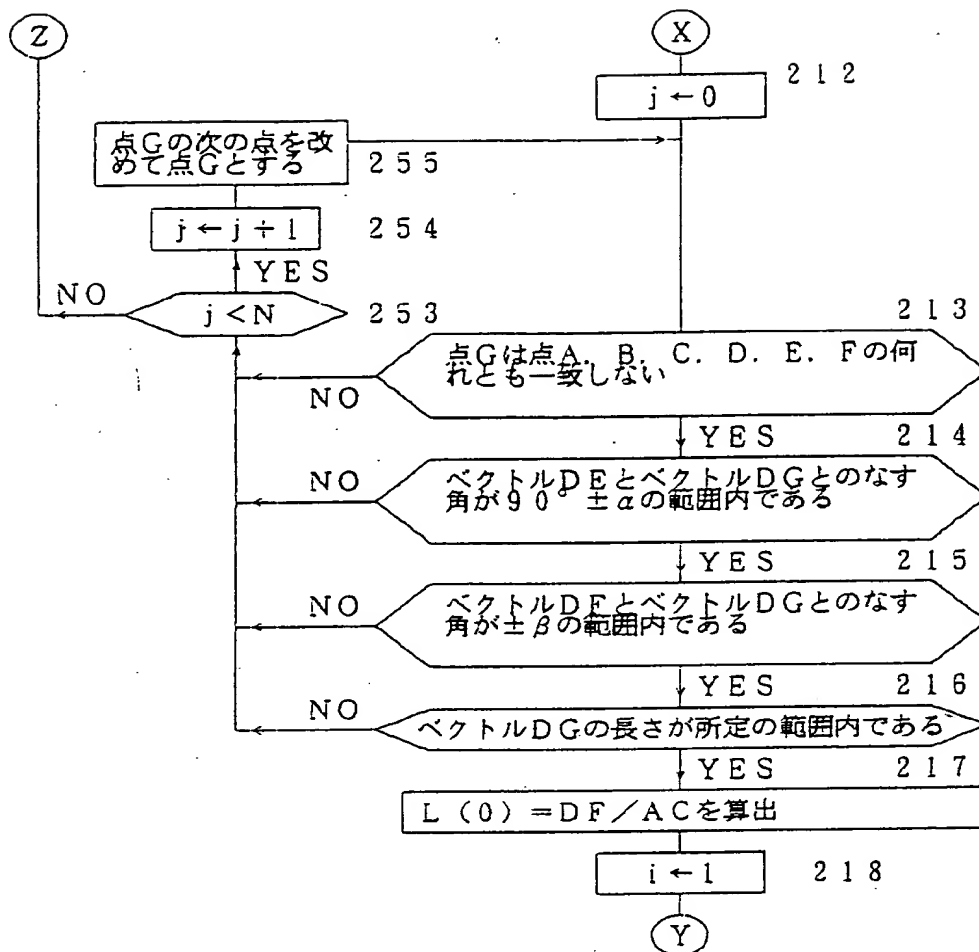 Z
X
212
j←0
点Gの次の点を改
めて点Gとする
255
j←j+1
254
YES
NO
j<N
253
213
点Gは点A．B．C．D．E．Fの何
れとも一致しない
NO
YES
214
ベクトルDEとベクトルDGとのなす
角が90°±αの範囲内である
NO
YES
215
ベクトルDFとベクトルDGとのなす
角が±βの範囲内である
NO
YES
216
NO
ベクトルDGの長さが所定の範囲内である
YES
217
L(0)=DF／ACを算出
i←1
218
Y